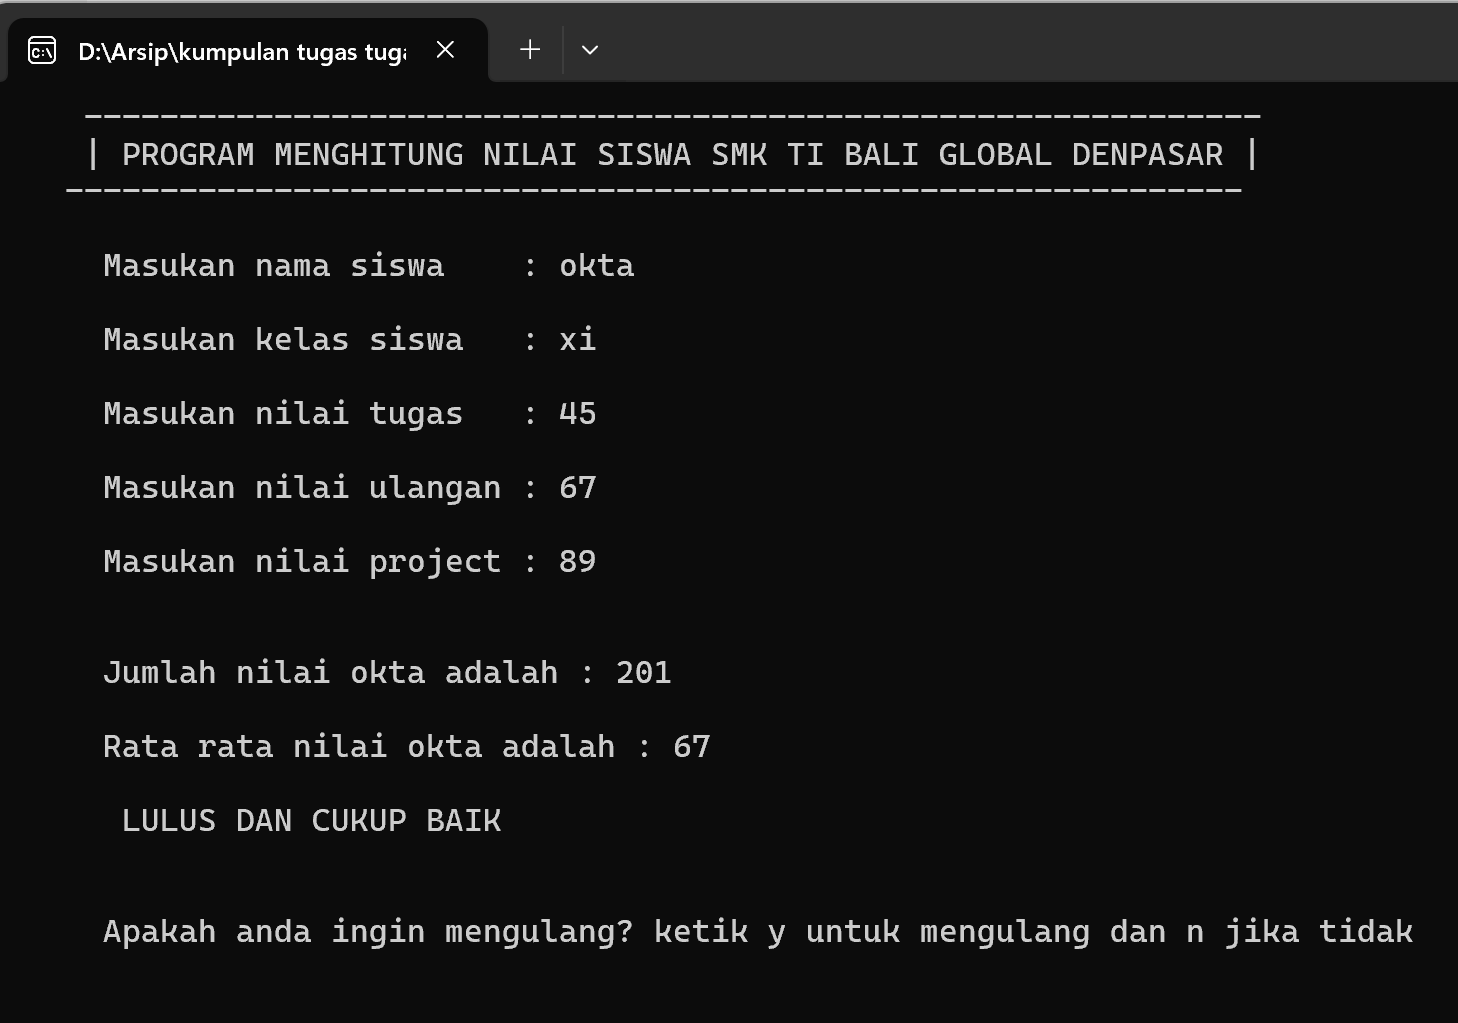 D:\Arsip\kumpulan tugas tuga
------------------------------------------------------------------
| PROGRAM MENGHITUNG NILAI SISWA SMK TI BALI GLOBAL DENPASAR |
------------------------------------------------------------------
Masukan nama siswa    : okta
Masukan kelas siswa   : xi
Masukan nilai tugas   : 45
Masukan nilai ulangan : 67
Masukan nilai project : 89
Jumlah nilai okta adalah : 201
Rata rata nilai okta adalah : 67
LULUS DAN CUKUP BAIK
Apakah anda ingin mengulang? ketik y untuk mengulang dan n jika tidak